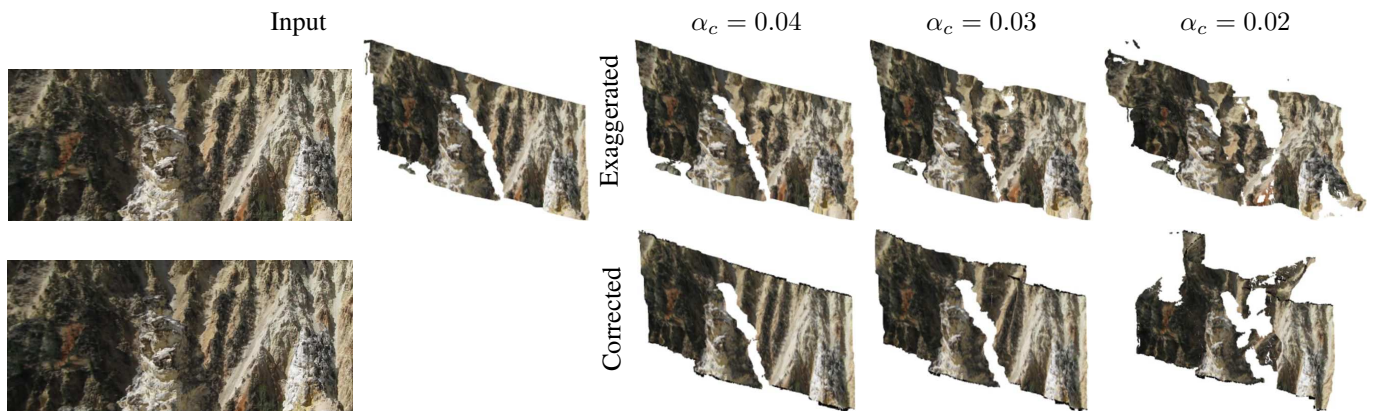 Input
α_c = 0.04
α_c = 0.03
α_c = 0.02
Exaggerated
Corrected